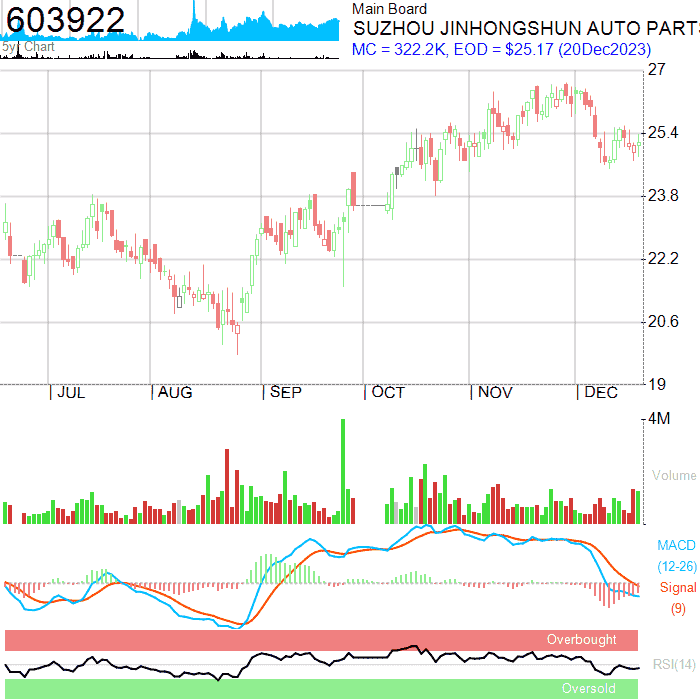 603922
5yr Chart
Main Board
SUZHOU JINHONGSHUN AUTO PARTS
MC = 322.2K, EOD = $25.17 (20Dec2023)
27
25.4
23.8
22.2
20.6
19
JUL
AUG
SEP
OCT
NOV
DEC
4M
Volume
MACD
(12-26)
Signal
(9)
Overbought
RSI(14)
Oversold